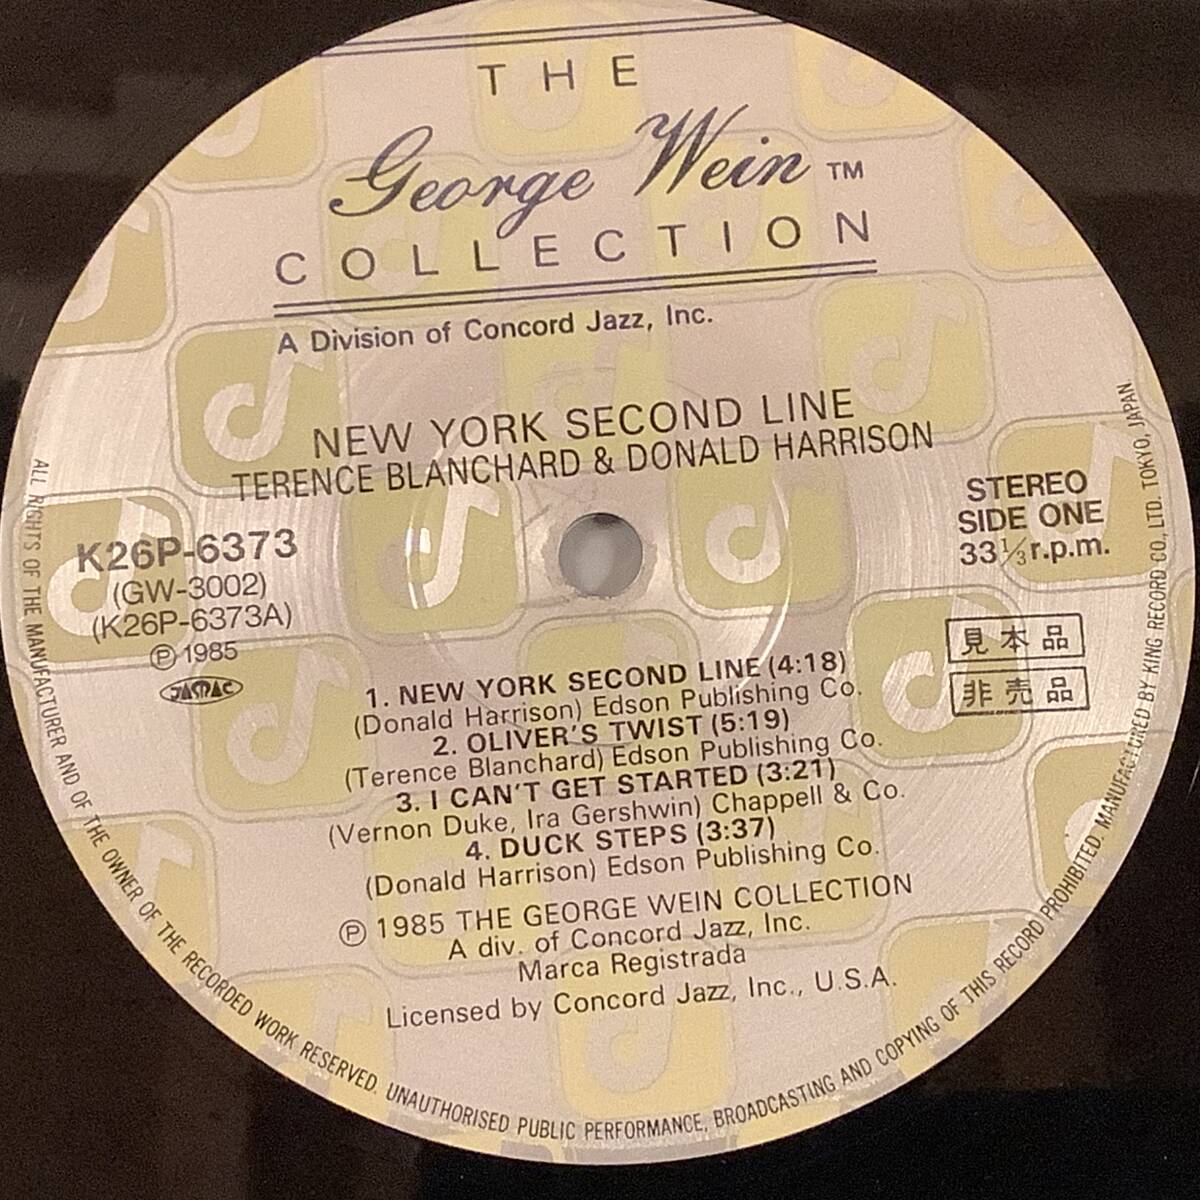 THE
George Wein TM
COLLECTION
A Division of Concord Jazz, Inc.
NEW YORK SECOND LINE
TERENCE BLANCHARD & DONALD HARRISON
K26P-6373
(GW-3002)
(K26P-6373A)
Ⓟ 1985
JASRAC
STEREO
SIDE ONE
33⅓ r.p.m.
見本品
非売品
1. NEW YORK SECOND LINE (4:18)
(Donald Harrison) Edson Publishing Co.
2. OLIVER'S TWIST (5:19)
(Terence Blanchard) Edson Publishing Co.
3. I CAN'T GET STARTED (3:21)
(Vernon Duke, Ira Gershwin) Chappell & Co.
4. DUCK STEPS (3:37)
(Donald Harrison) Edson Publishing Co.
Ⓟ 1985 THE GEORGE WEIN COLLECTION
A div. of Concord Jazz, Inc.
Marca Registrada
Licensed by Concord Jazz, Inc., U.S.A.
ALL RIGHTS OF THE MANUFACTURER AND OF THE OWNER OF THE RECORDED WORK RESERVED. UNAUTHORISED PUBLIC PERFORMANCE, BROADCASTING AND COPYING OF THIS RECORD PROHIBITED. MANUFACTURED BY KING RECORD CO., LTD. TOKYO, JAPAN